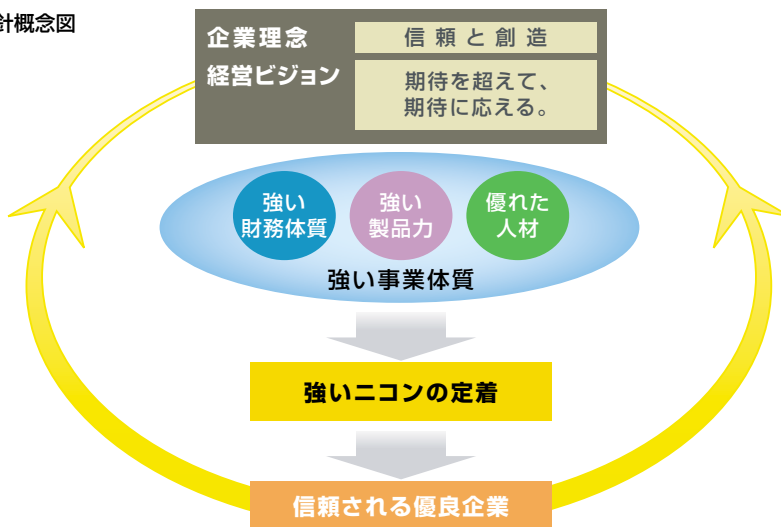 針概念図
企業理念
信頼と創造
経営ビジョン
期待を超えて、
期待に応える。
強い
財務体質
強い
製品力
優れた
人材
強い事業体質
強いニコンの定着
信頼される優良企業